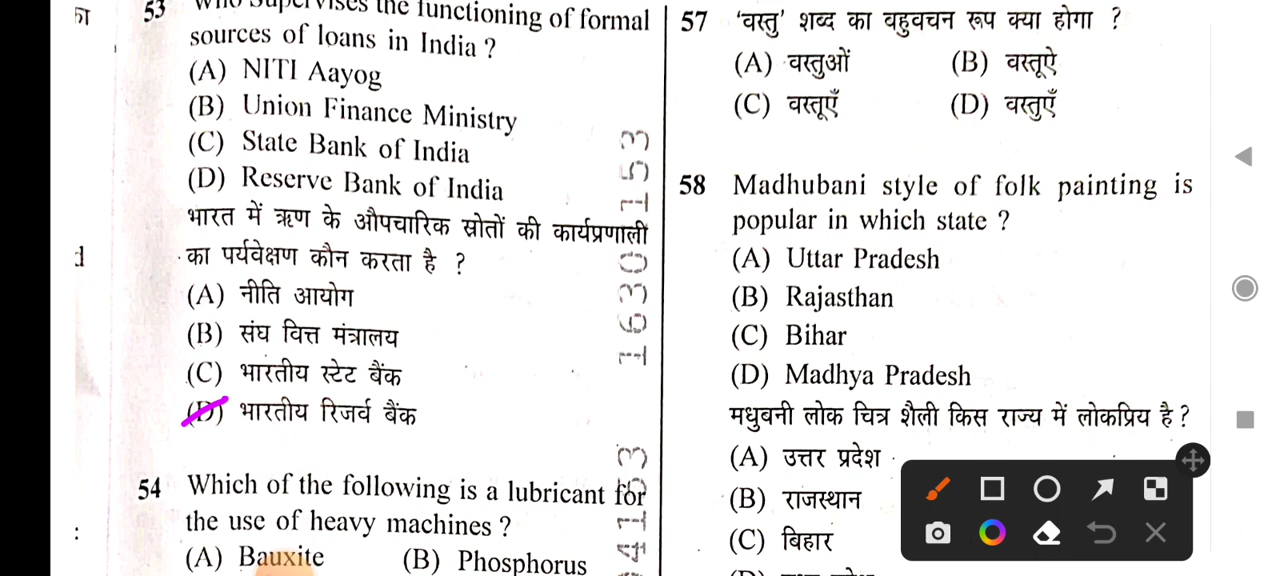 का
d
:
53 Who Supervises the functioning of formal
sources of loans in India ?
(A) NITI Aayog
(B) Union Finance Ministry
(C) State Bank of India
(D) Reserve Bank of India
भारत में ऋण के औपचारिक स्रोतों की कार्यप्रणाली
का पर्यवेक्षण कौन करता है ?
(A) नीति आयोग
(B) संघ वित्त मंत्रालय
(C) भारतीय स्टेट बैंक
(D) भारतीय रिजर्व बैंक
54 Which of the following is a lubricant for
the use of heavy machines ?
(A) Bauxite (B) Phosphorus
1630153
4153
57 'वस्तु' शब्द का बहुवचन रूप क्या होगा ?
(A) वस्तुओं (B) वस्तूऐ
(C) वस्तूएँ (D) वस्तुएँ
58 Madhubani style of folk painting is
popular in which state ?
(A) Uttar Pradesh
(B) Rajasthan
(C) Bihar
(D) Madhya Pradesh
मधुबनी लोक चित्र शैली किस राज्य में लोकप्रिय है ?
(A) उत्तर प्रदेश
(B) राजस्थान
(C) बिहार